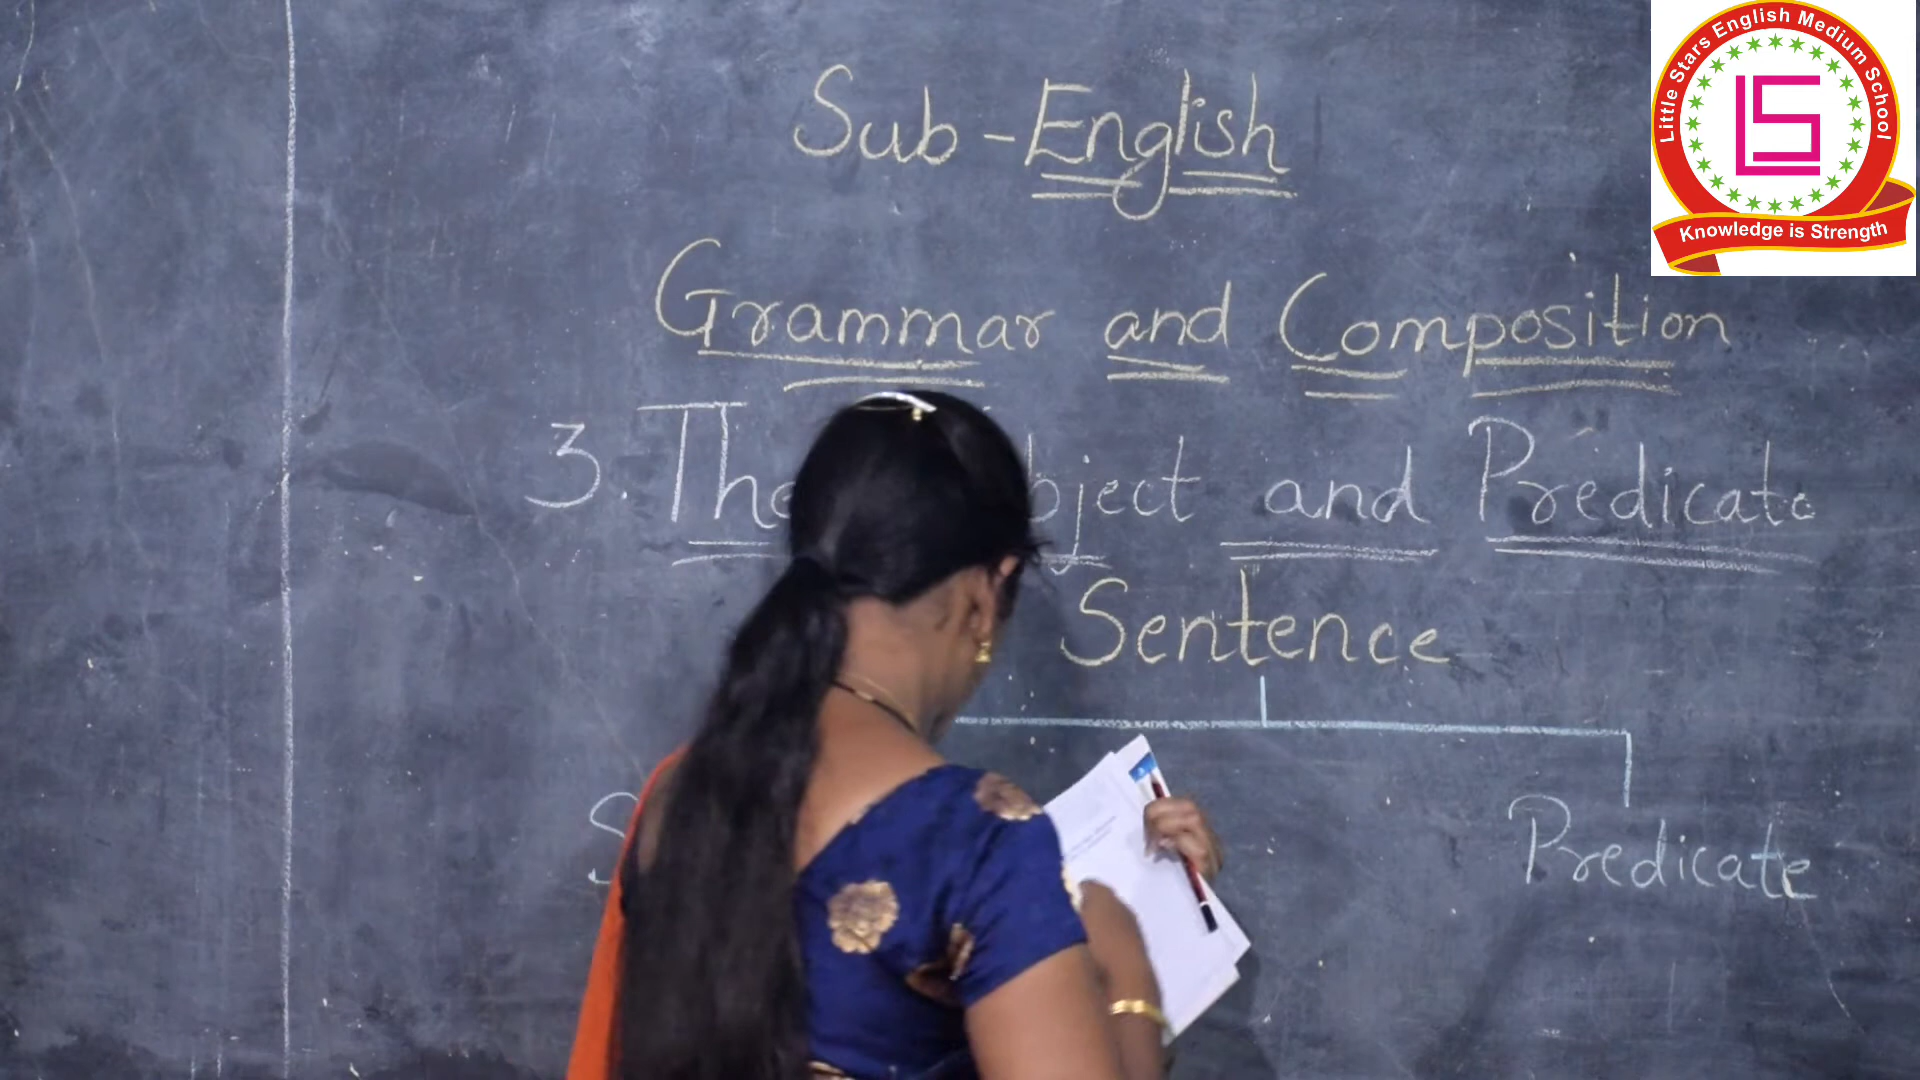 Little Stars English Medium School
LS
Knowledge is Strength
Sub - English
Grammar and Composition
3. The and Predicate
Sentence
Predicate